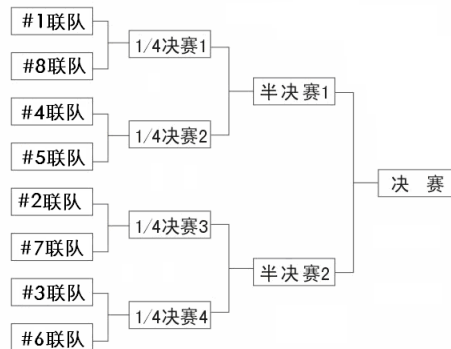 #1联队
#8联队
#4联队
#5联队
#2联队
#7联队
#3联队
#6联队
1/4决赛1
1/4决赛2
1/4决赛3
1/4决赛4
半决赛1
半决赛2
决 赛